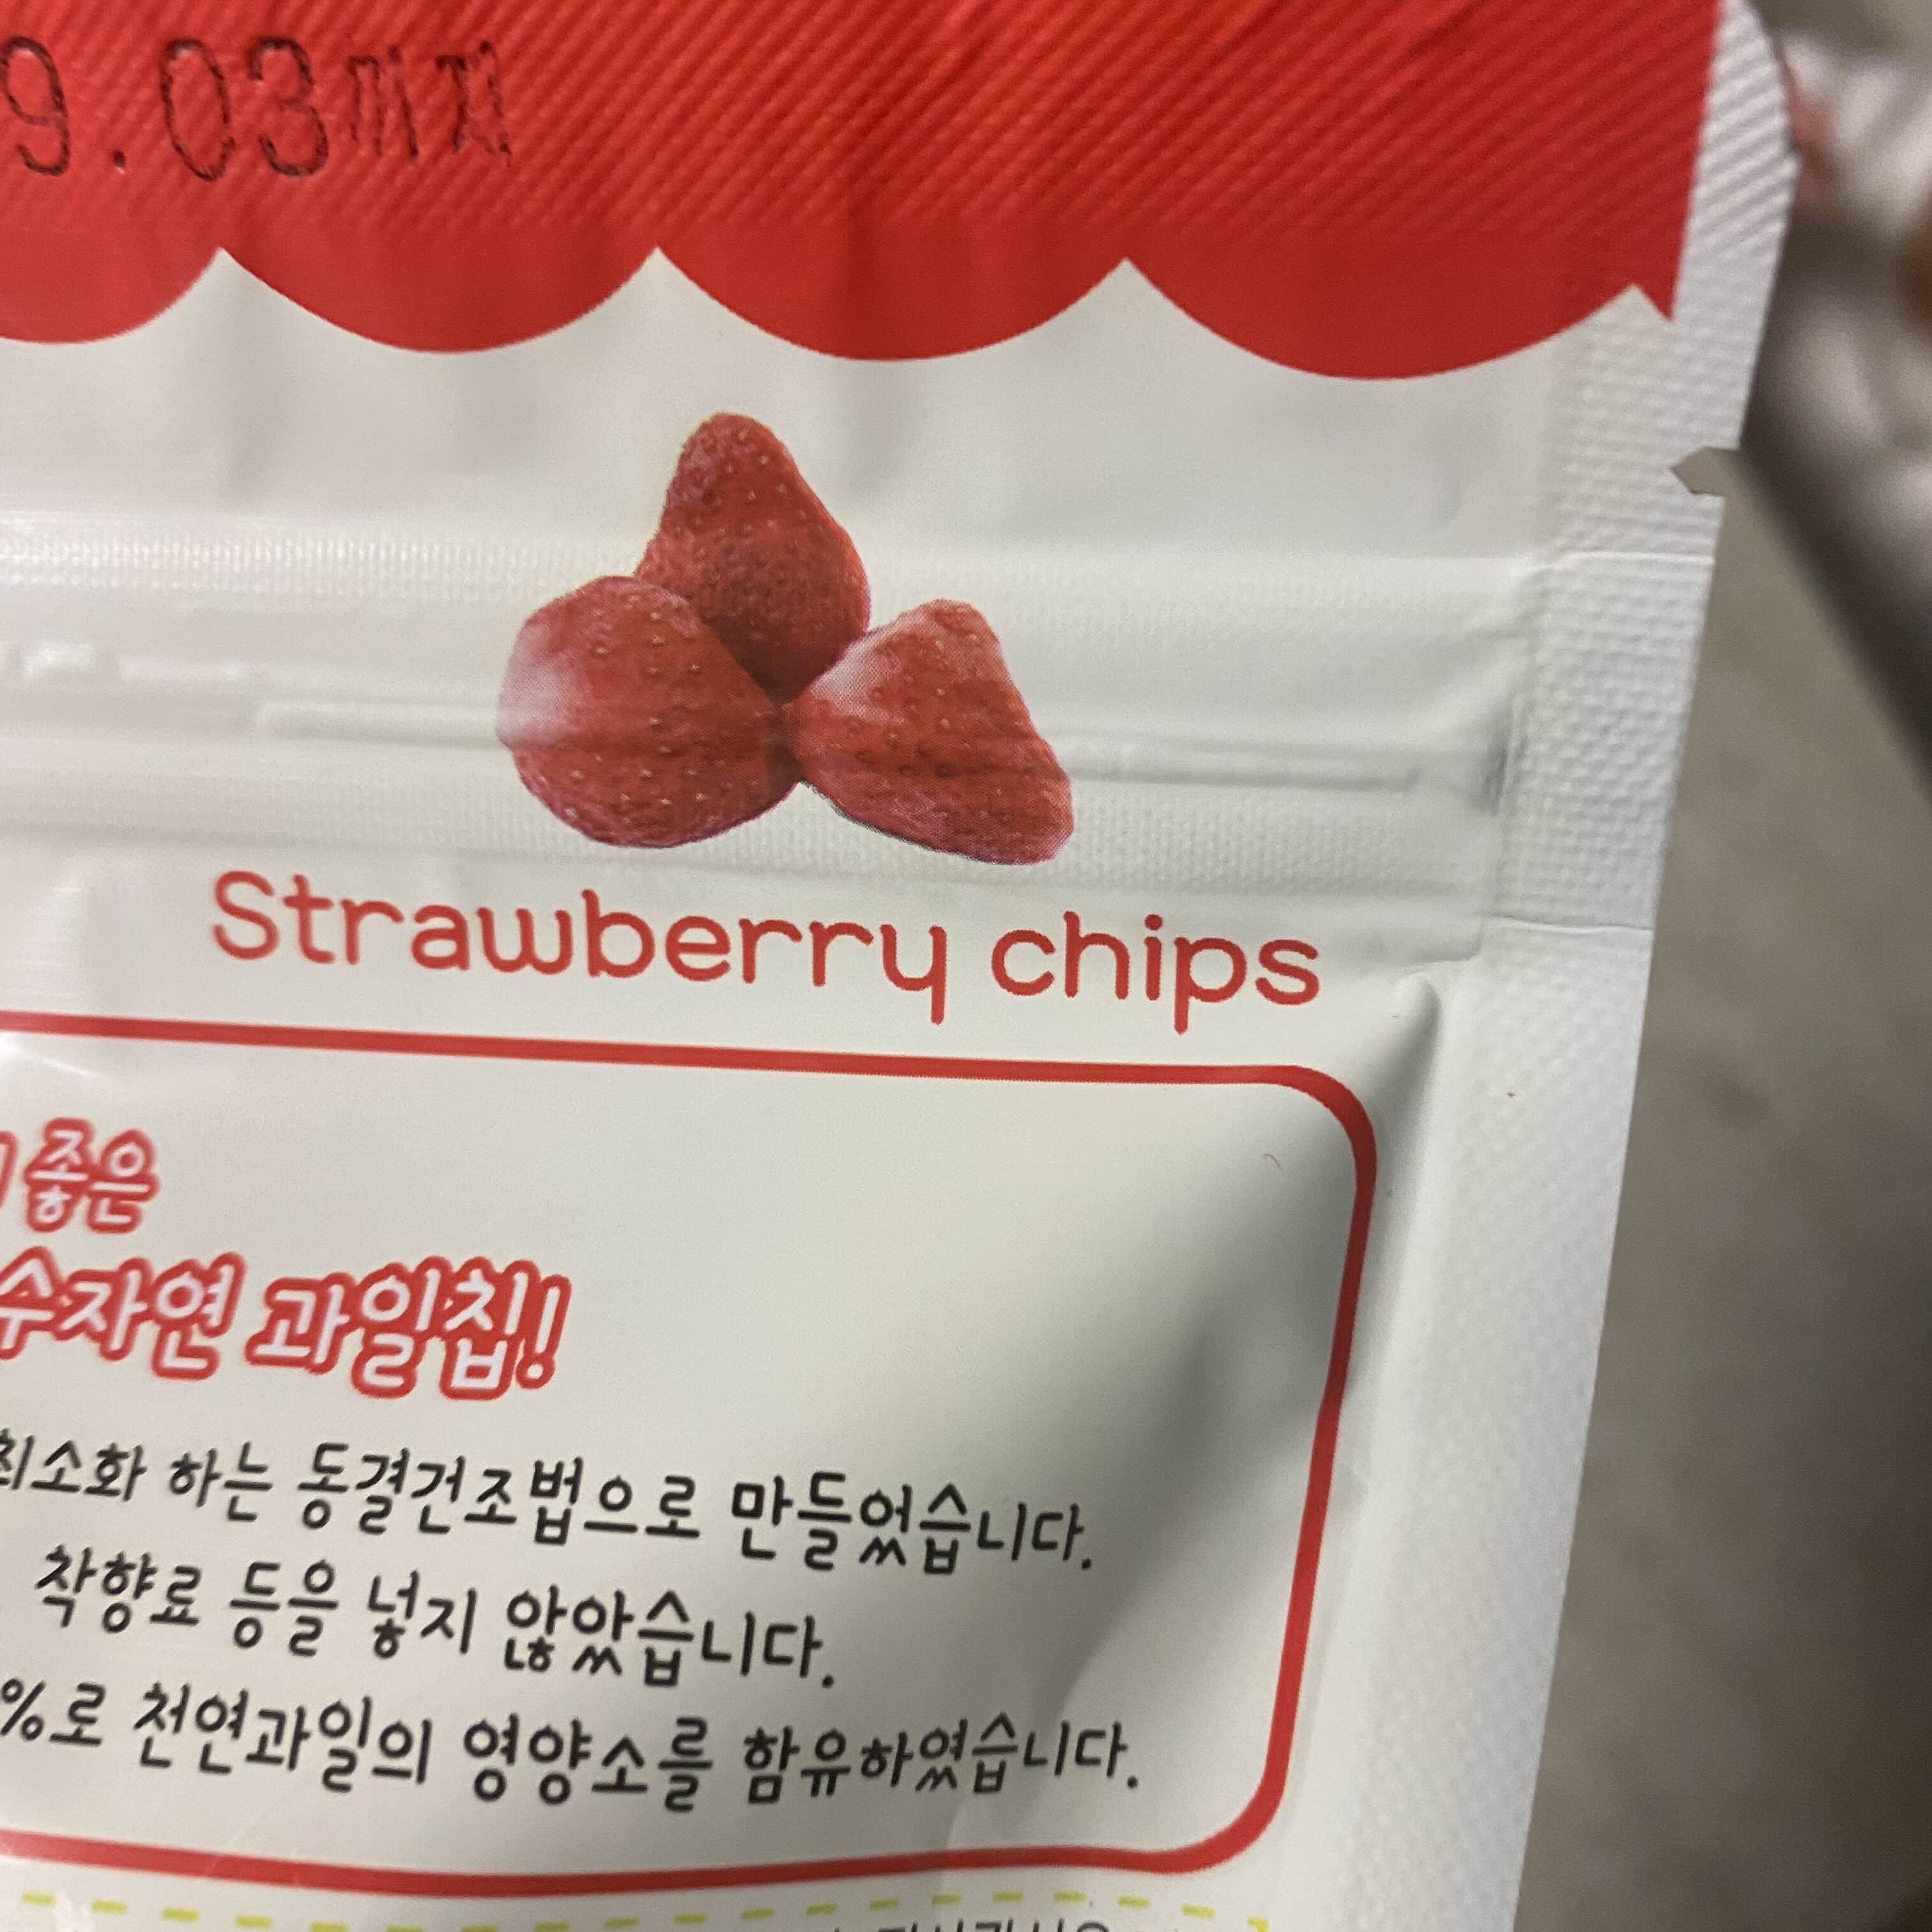 9.03까지
Strawberry chips
좋은
수자연 과일칩!
최소화 하는 동결건조법으로 만들었습니다.
착향료 등을 넣지 않았습니다.
%로 천연과일의 영양소를 함유하였습니다.